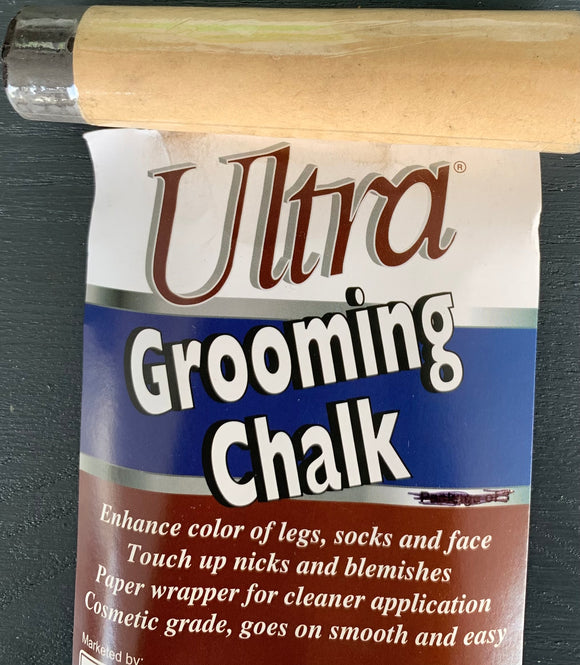 Ultra®
Grooming
Chalk
Enhance color of legs, socks and face
Touch up nicks and blemishes
Paper wrapper for cleaner application
Cosmetic grade, goes on smooth and easy
Marketed by: